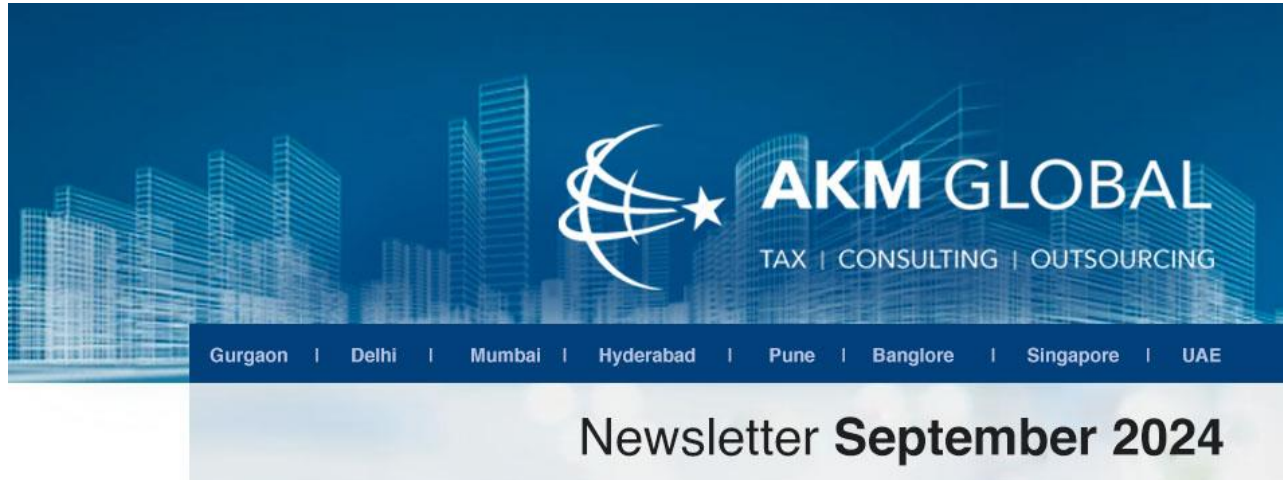 AKM GLOBAL
TAX | CONSULTING | OUTSOURCING
Gurgaon | Delhi | Mumbai | Hyderabad | Pune | Banglore | Singapore | UAE
Newsletter September 2024